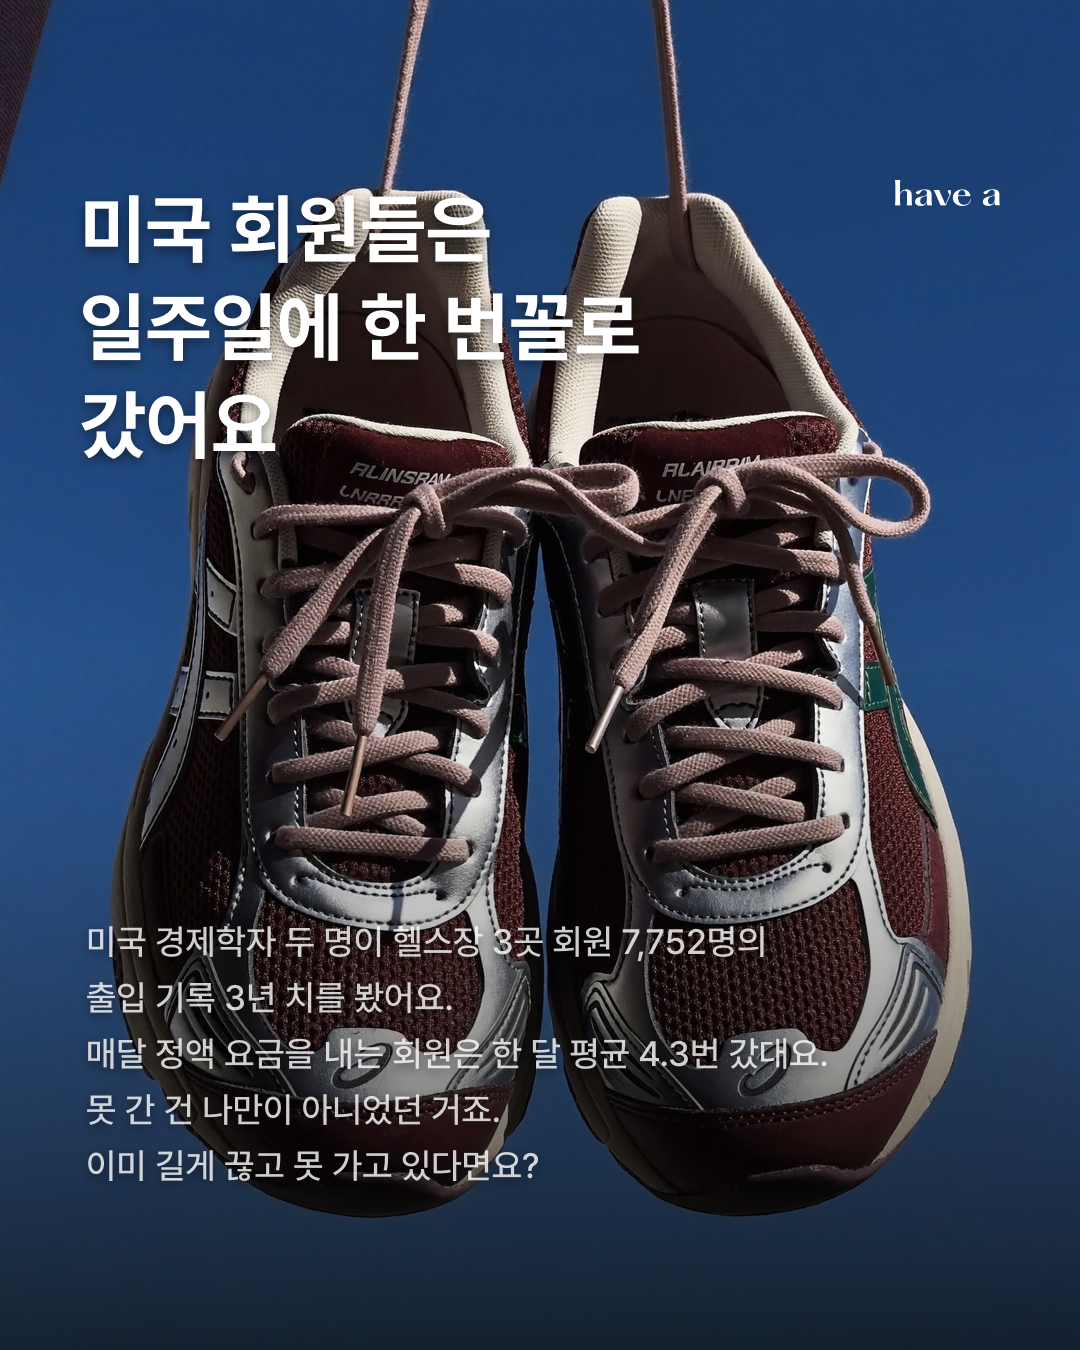 미국 회원들은
일주일에 한 번꼴로
갔어요
have a
미국 경제학자 두 명이 헬스장 3곳 회원 7,752명의
출입 기록 3년 치를 봤어요.
매달 정액 요금을 내는 회원은 한 달 평균 4.3번 갔대요.
못 간 건 나만이 아니었던 거죠.
이미 길게 끊고 못 가고 있다면요?